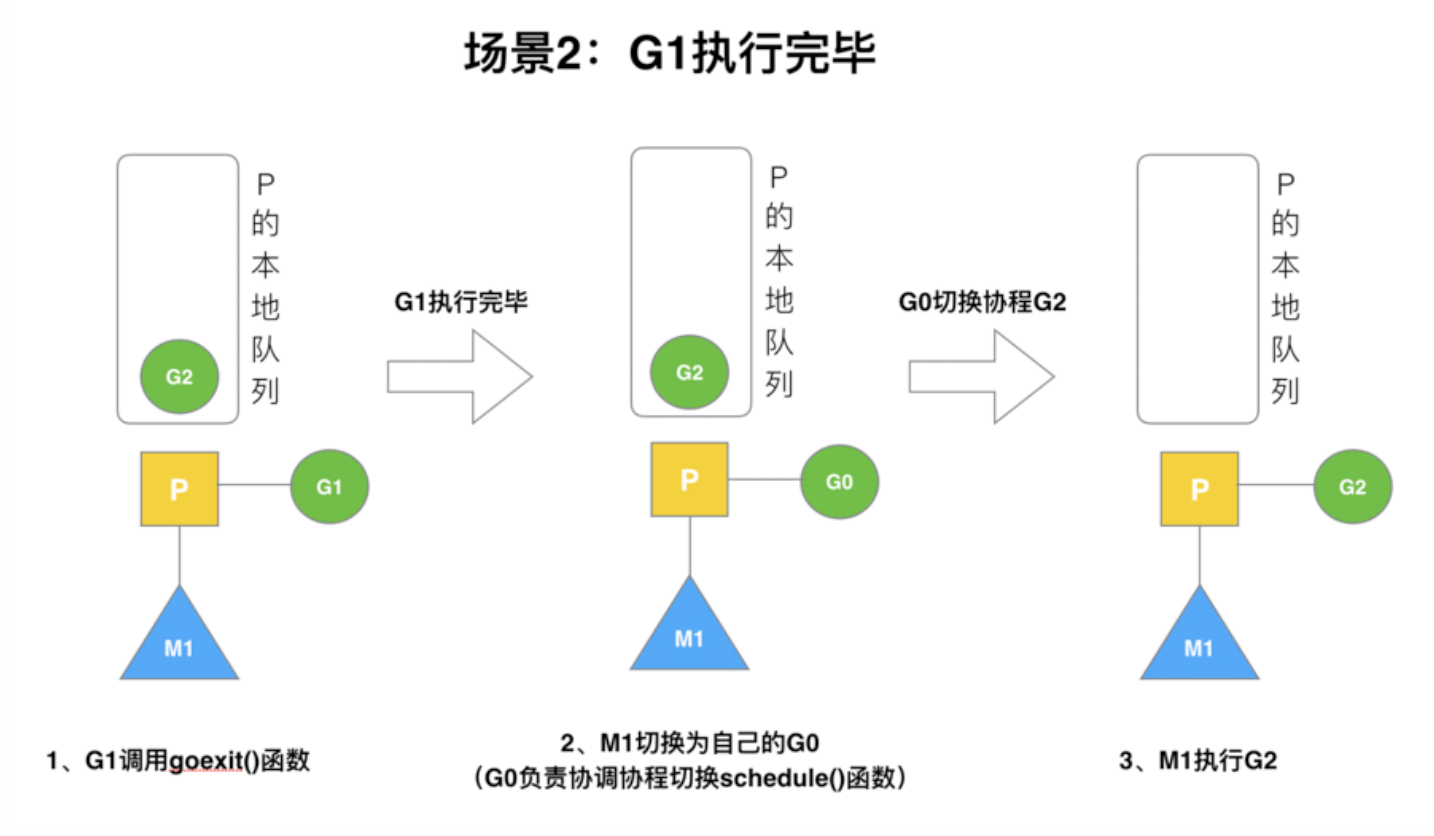 场景2：G1执行完毕
P的本地队列
P的本地队列
P的本地队列
G1执行完毕
G0切换协程G2
G2
G2
P
G1
P
G0
P
G2
M1
M1
M1
1、G1调用goexit()函数
2、M1切换为自己的G0
（G0负责协调协程切换schedule()函数）
3、M1执行G2